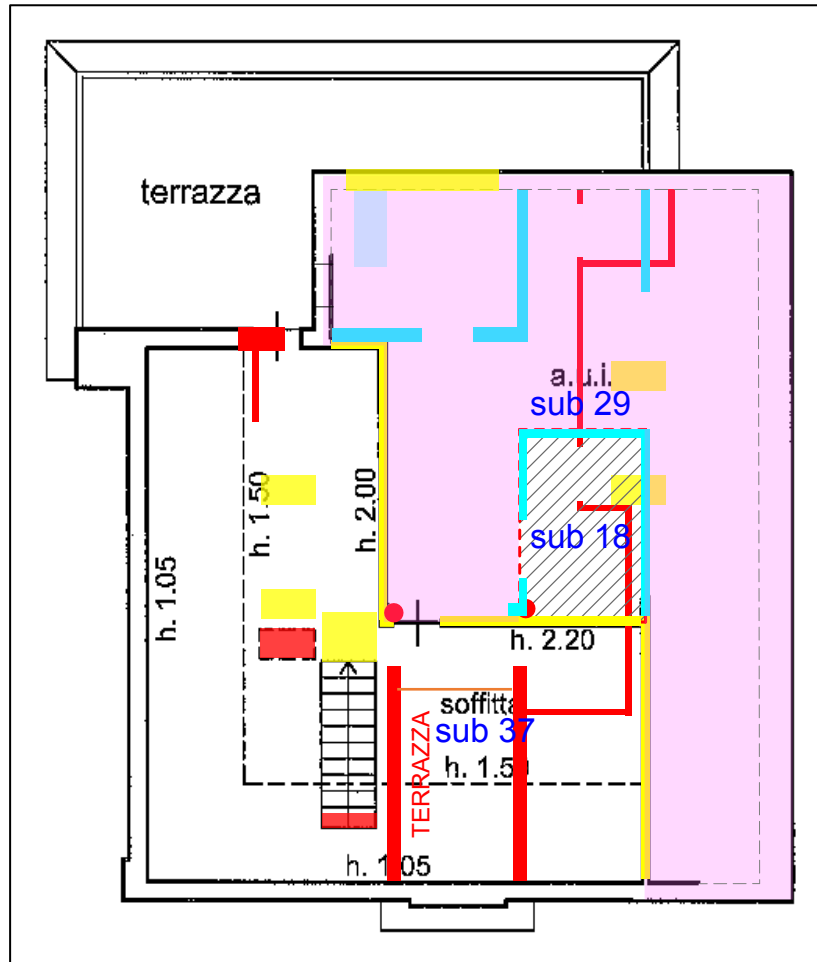 terrazza
a.u.i.
sub 29
h. 1.50
h. 2.00
h. 1.05
sub 18
h. 2.20
soffitta
sub 37
TERRAZZA
h. 1.50
h. 1.05